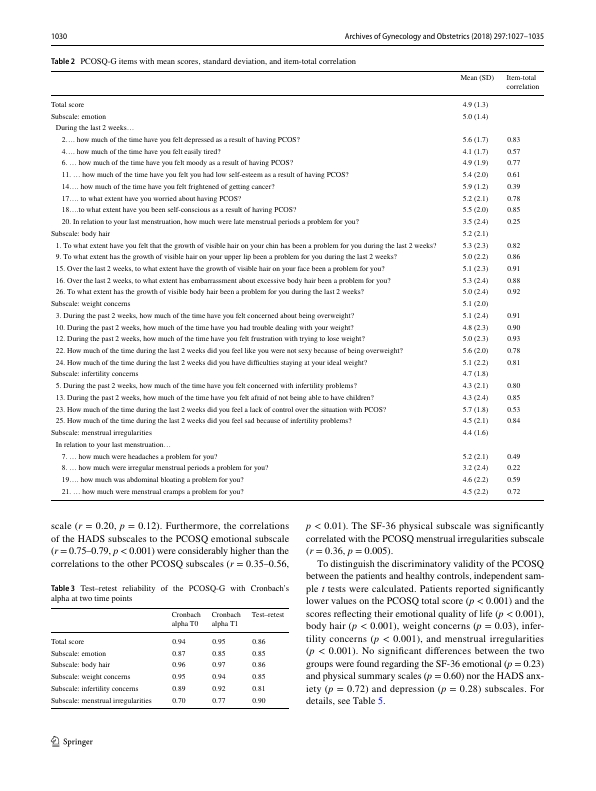 1030
Archives of Gynecology and Obstetrics (2018) 297:1027–1035
Table 2 PCOSQ-G items with mean scores, standard deviation, and item-total correlation
Mean (SD) Item-total
correlation
Total score 4.9 (1.3)
Subscale: emotion 5.0 (1.4)
During the last 2 weeks…
2.… how much of the time have you felt depressed as a result of having PCOS? 5.6 (1.7) 0.83
4.… how much of the time have you felt easily tired? 4.1 (1.7) 0.57
6. … how much of the time have you felt moody as a result of having PCOS? 4.9 (1.9) 0.77
11. … how much of the time have you felt you had low self-esteem as a result of having PCOS? 5.4 (2.0) 0.61
14.… how much of the time have you felt frightened of getting cancer? 5.9 (1.2) 0.39
17.… to what extent have you worried about having PCOS? 5.2 (2.1) 0.78
18.…to what extent have you been self-conscious as a result of having PCOS? 5.5 (2.0) 0.85
20. In relation to your last menstruation, how much were late menstrual periods a problem for you? 3.5 (2.4) 0.25
Subscale: body hair 5.2 (2.1)
1. To what extent have you felt that the growth of visible hair on your chin has been a problem for you during the last 2 weeks? 5.3 (2.3) 0.82
9. To what extent has the growth of visible hair on your upper lip been a problem for you? 5.0 (2.2) 0.86
15. Over the last 2 weeks, to what extent have the growth of visible hair on your face been a problem for you? 5.1 (2.3) 0.91
16. Over the last 2 weeks, to what extent has embarrassment about excessive body hair been a problem for you? 5.3 (2.4) 0.88
26. To what extent has the growth of visible body hair been a problem for you during the last 2 weeks? 5.0 (2.4) 0.92
Subscale: weight concerns 5.1 (2.0)
3. During the past 2 weeks, how much of the time have you felt concerned about being overweight? 5.1 (2.4) 0.91
10. During the past 2 weeks, how much of the time have you had trouble dealing with your weight? 4.8 (2.3) 0.90
12. During the past 2 weeks, how much of the time have you felt frustration with trying to lose weight? 5.0 (2.3) 0.93
22. How much of the time during the last 2 weeks did you feel like you were not sexy because of being overweight? 5.6 (2.0) 0.78
24. How much of the time during the last 2 weeks did you have difficulties staying at your ideal weight? 5.1 (2.2) 0.81
Subscale: infertility concerns 4.7 (1.8)
5. During the past 2 weeks, how much of the time have you felt concerned with infertility problems? 4.3 (2.1) 0.80
13. During the past 2 weeks, how much of the time have you felt afraid of not being able to have children? 4.3 (2.4) 0.85
23. How much of the time during the last 2 weeks did you feel a lack of control over the situation with PCOS? 5.7 (1.8) 0.53
25. How much of the time during the last 2 weeks did you feel sad because of infertility problems? 4.5 (2.1) 0.84
Subscale: menstrual irregularities 4.4 (1.6)
In relation to your last menstruation…
7. … how much were headaches a problem for you? 5.2 (2.1) 0.49
8. … how much were irregular menstrual periods a problem for you? 3.2 (2.4) 0.22
19.… how much was abdominal bloating a problem for you? 4.6 (2.2) 0.59
21. … how much were menstrual cramps a problem for you? 4.5 (2.2) 0.72
scale (r = 0.20, p = 0.12). Furthermore, the correlations
of the HADS subscales to the PCOSQ emotional subscale
(r = 0.75–0.79, p < 0.001) were considerably higher than the
correlations to the other PCOSQ subscales (r = 0.35–0.56,
Table 3 Test–retest reliability of the PCOSQ-G with Cronbach's
alpha at two time points
Cronbach Cronbach Test–retest
alpha T0 alpha T1
Total score 0.94 0.95 0.86
Subscale: emotion 0.87 0.85 0.85
Subscale: body hair 0.96 0.97 0.86
Subscale: weight concerns 0.95 0.94 0.85
Subscale: infertility concerns 0.89 0.92 0.81
Subscale: menstrual irregularities 0.70 0.77 0.90
p < 0.01). The SF-36 physical subscale was significantly
correlated with the PCOSQ menstrual irregularities subscale
(r = 0.36, p = 0.005).
To distinguish the discriminatory validity of the PCOSQ
between the patients and healthy controls, independent sam-
ple t tests were calculated. Patients reported significantly
lower values on the PCOSQ total score (p < 0.001) and the
scores reflecting their emotional quality of life (p < 0.001),
body hair (p < 0.001), weight concerns (p = 0.03), infer-
tility concerns (p < 0.001), and menstrual irregularities
(p < 0.001). No significant differences between the two
groups were found regarding the SF-36 emotional (p = 0.23)
and physical summary scales (p = 0.60) nor the HADS anx-
iety (p = 0.72) and depression (p = 0.28) subscales. For
details, see Table 5.
Springer